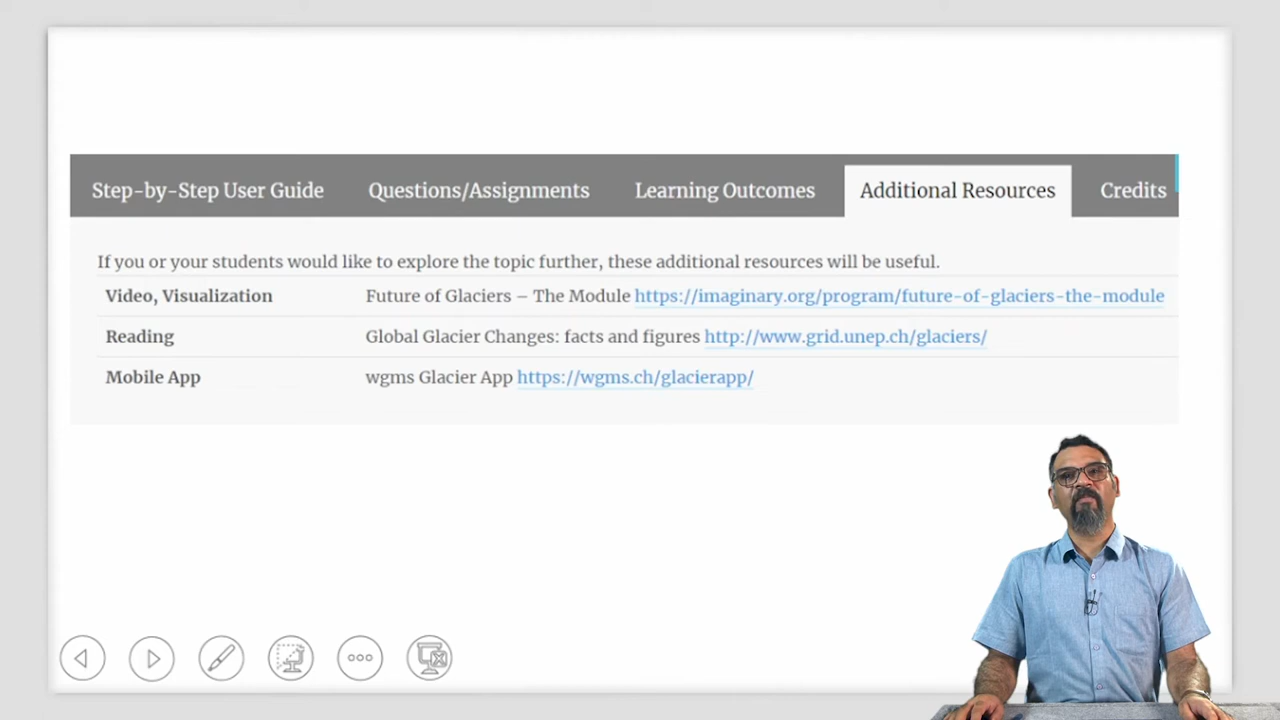 Step-by-Step User Guide Questions/Assignments Learning Outcomes Additional Resources Credits
If you or your students would like to explore the topic further, these additional resources will be useful.
Video, Visualization Future of Glaciers – The Module https://imaginary.org/program/future-of-glaciers-the-module
Reading Global Glacier Changes: facts and figures http://www.grid.unep.ch/glaciers/
Mobile App wgms Glacier App https://wgms.ch/glacierapp/